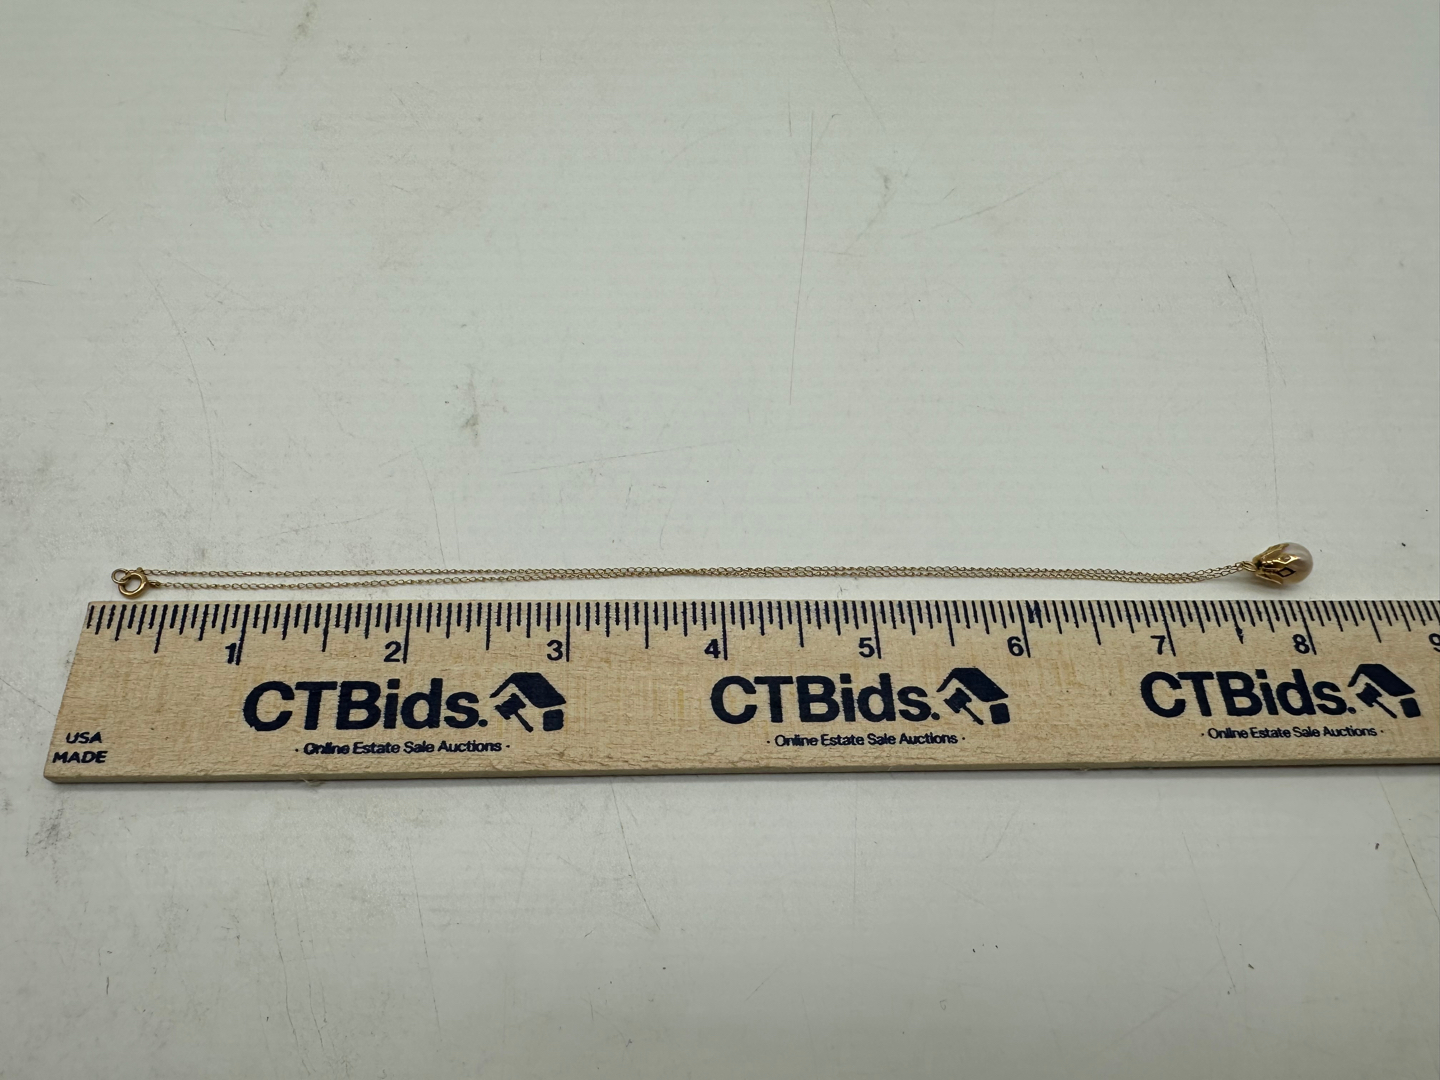 1 2 3 4 5 6 7 8 9
CTBids. CTBids. CTBids.
· Online Estate Sale Auctions · · Online Estate Sale Auctions · · Online Estate Sale Auctions ·
USA
MADE